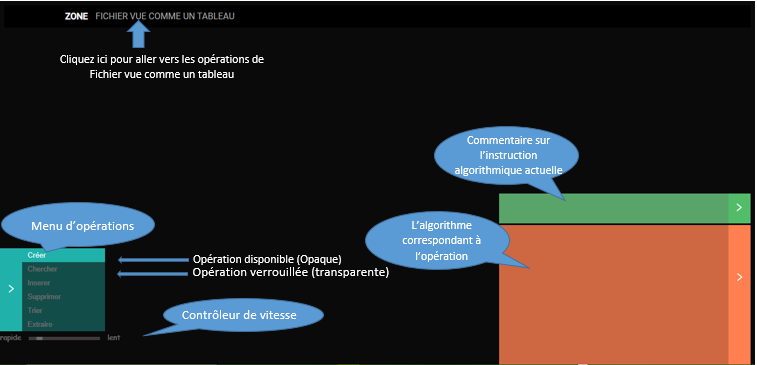 ZONE FICHIER VUE COMME UN TABLEAU
Cliquez ici pour aller vers les opérations de
Fichier vue comme un tableau
Commentaire sur
l'instruction
algorithmique actuelle
Menu d'opérations
L'algorithme
correspondant à
l'opération
Créer
Chercher
Inserer
Supprimer
Trier
Extraire
Opération disponible (Opaque)
Opération verrouillée (transparente)
Contrôleur de vitesse
rapide
lent